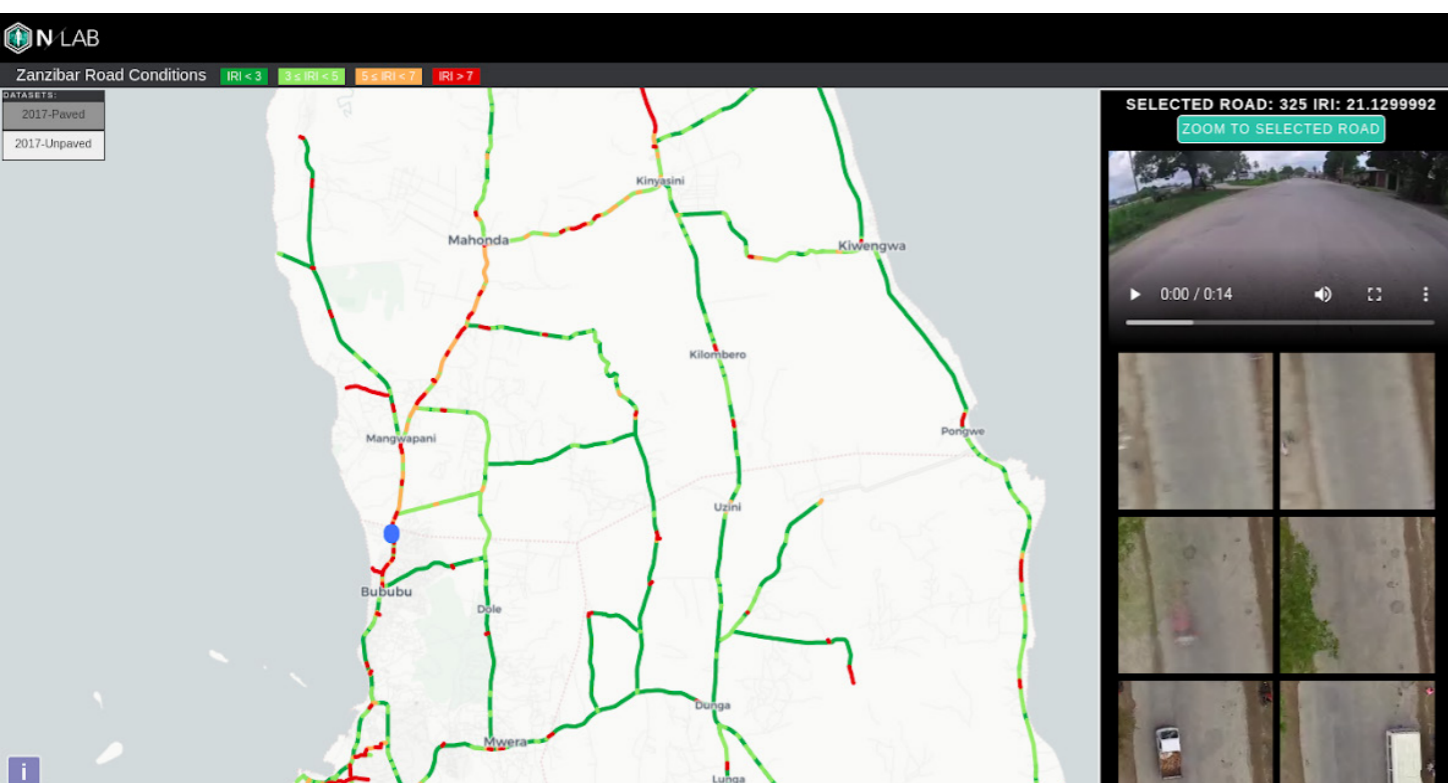 N/LAB
Zanzibar Road Conditions IRI < 3 3 ≤ IRI < 5 5 ≤ IRI < 7 IRI > 7
DATASETS:
2017-Paved
2017-Unpaved
SELECTED ROAD: 325 IRI: 21.1299992
ZOOM TO SELECTED ROAD
0:00 / 0:14
Kinyasini
Mahonda
Kiwengwa
Kilombero
Mangwapani
Pongwe
Uzini
Bububu
Dole
Dunga
Mwera
Lunga
i